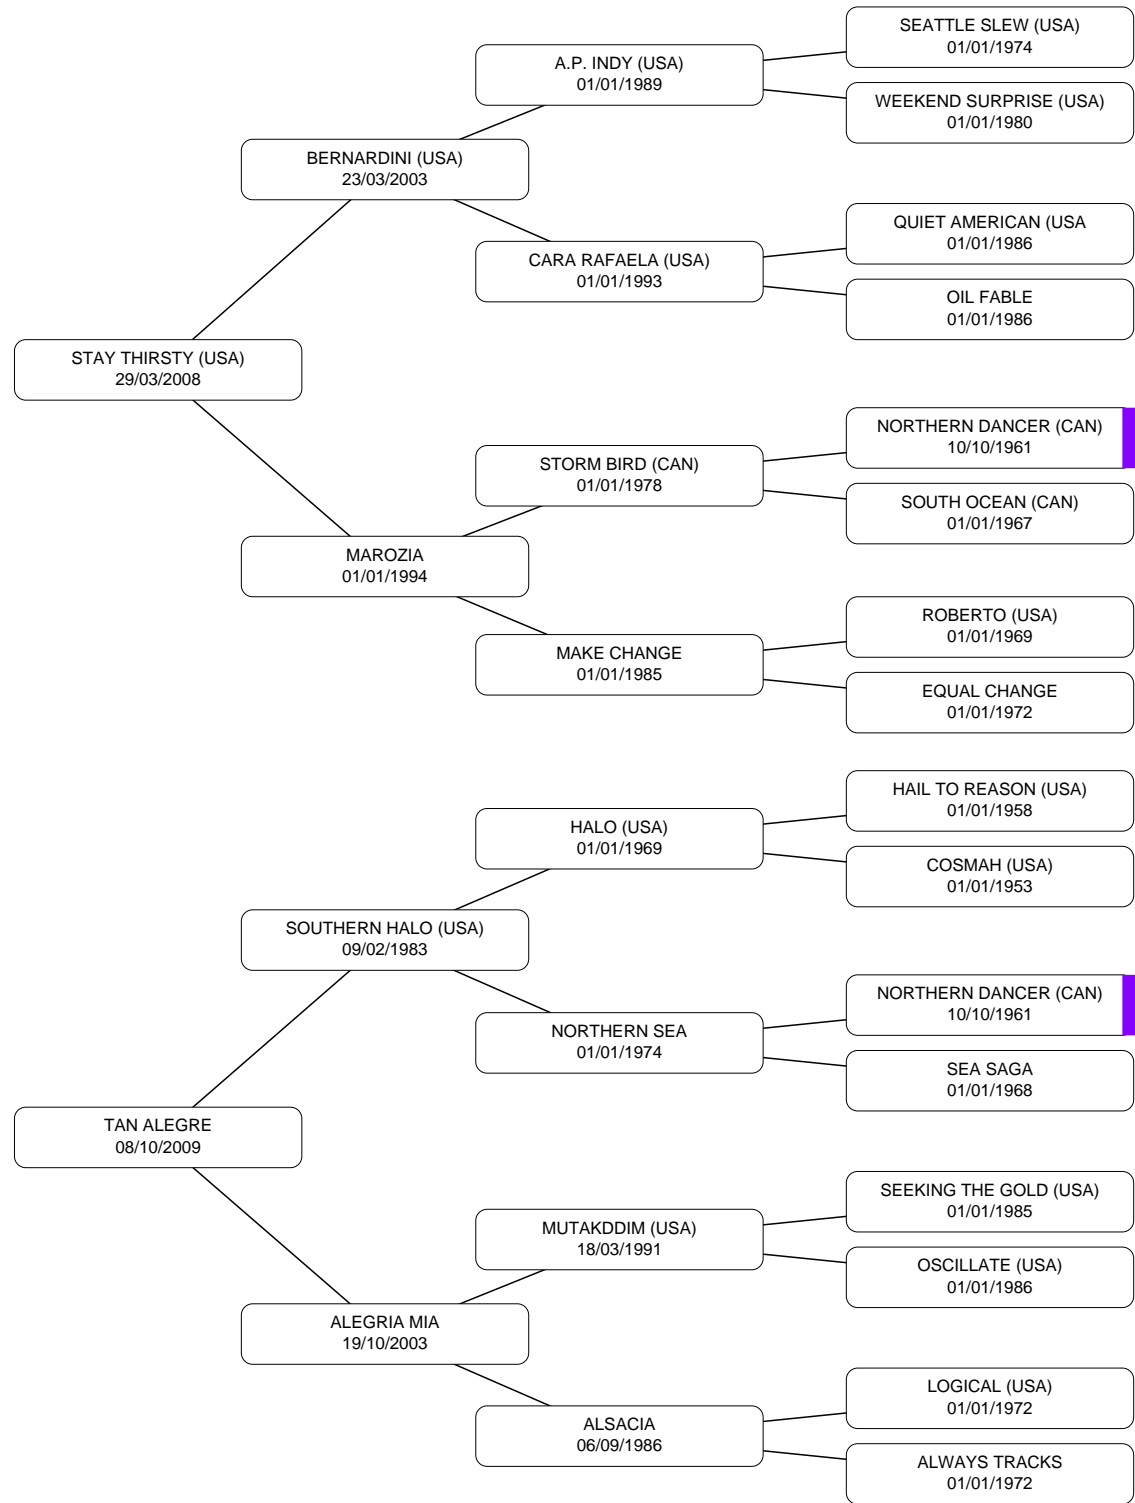 SEATTLE SLEW (USA)
01/01/1974
A.P. INDY (USA)
01/01/1989
WEEKEND SURPRISE (USA)
01/01/1980
BERNARDINI (USA)
23/03/2003
QUIET AMERICAN (USA
01/01/1986
CARA RAFAELA (USA)
01/01/1993
OIL FABLE
01/01/1986
STAY THIRSTY (USA)
29/03/2008
NORTHERN DANCER (CAN)
10/10/1961
STORM BIRD (CAN)
01/01/1978
SOUTH OCEAN (CAN)
01/01/1967
MAROZIA
01/01/1994
ROBERTO (USA)
01/01/1969
MAKE CHANGE
01/01/1985
EQUAL CHANGE
01/01/1972
HAIL TO REASON (USA)
01/01/1958
HALO (USA)
01/01/1969
COSMAH (USA)
01/01/1953
SOUTHERN HALO (USA)
09/02/1983
NORTHERN DANCER (CAN)
10/10/1961
NORTHERN SEA
01/01/1974
SEA SAGA
01/01/1968
TAN ALEGRE
08/10/2009
SEEKING THE GOLD (USA)
01/01/1985
MUTAKDDIM (USA)
18/03/1991
OSCILLATE (USA)
01/01/1986
ALEGRIA MIA
19/10/2003
LOGICAL (USA)
01/01/1972
ALSACIA
06/09/1986
ALWAYS TRACKS
01/01/1972